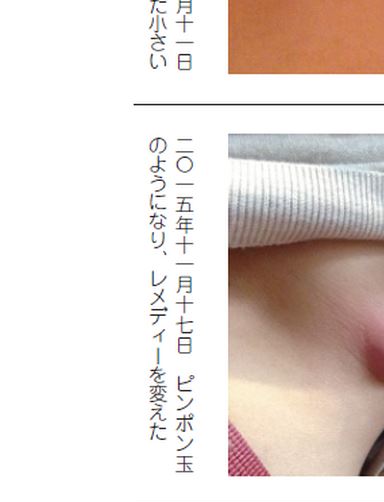 月十一日
た小さい
二〇一五年十一月十七日　ピンポン玉
のようになり、レメディーを変えた